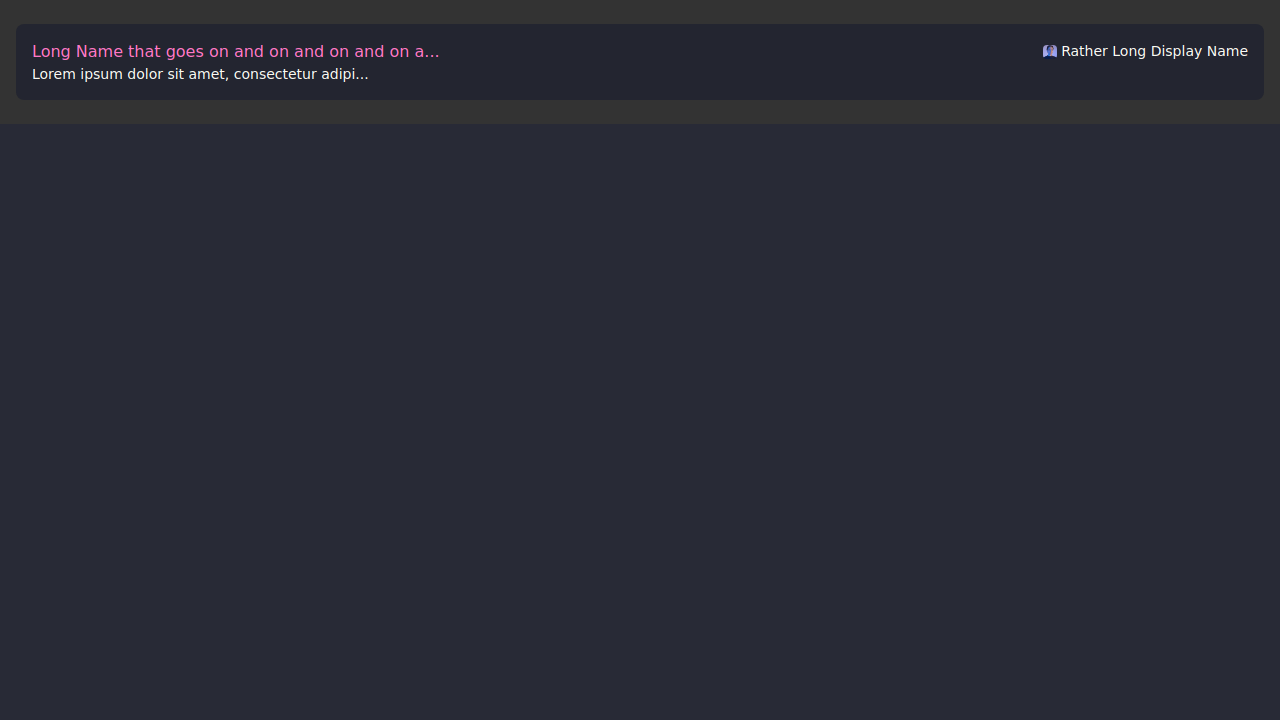 Long Name that goes on and on and on and on a...
Rather Long Display Name
Lorem ipsum dolor sit amet, consectetur adipi...